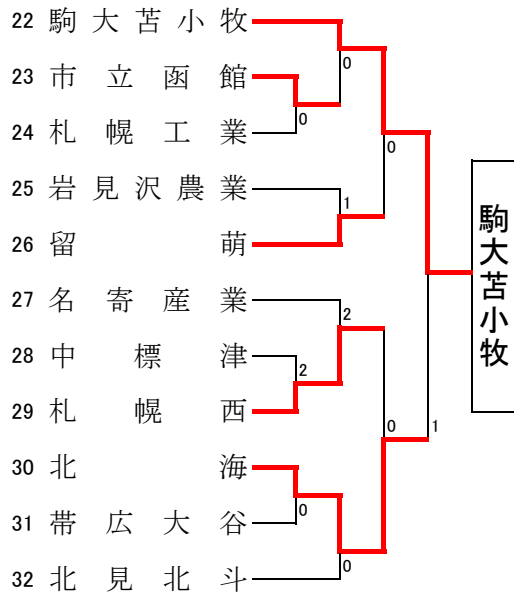 22 駒大苫小牧
0
23 市立函館
0
24 札幌工業
0
25 岩見沢農業
1
26 留萌
駒大苫小牧
27 名寄産業
2
28 中標津
2
29 札幌西
0
1
30 北海
0
31 帯広大谷
0
32 北見北斗